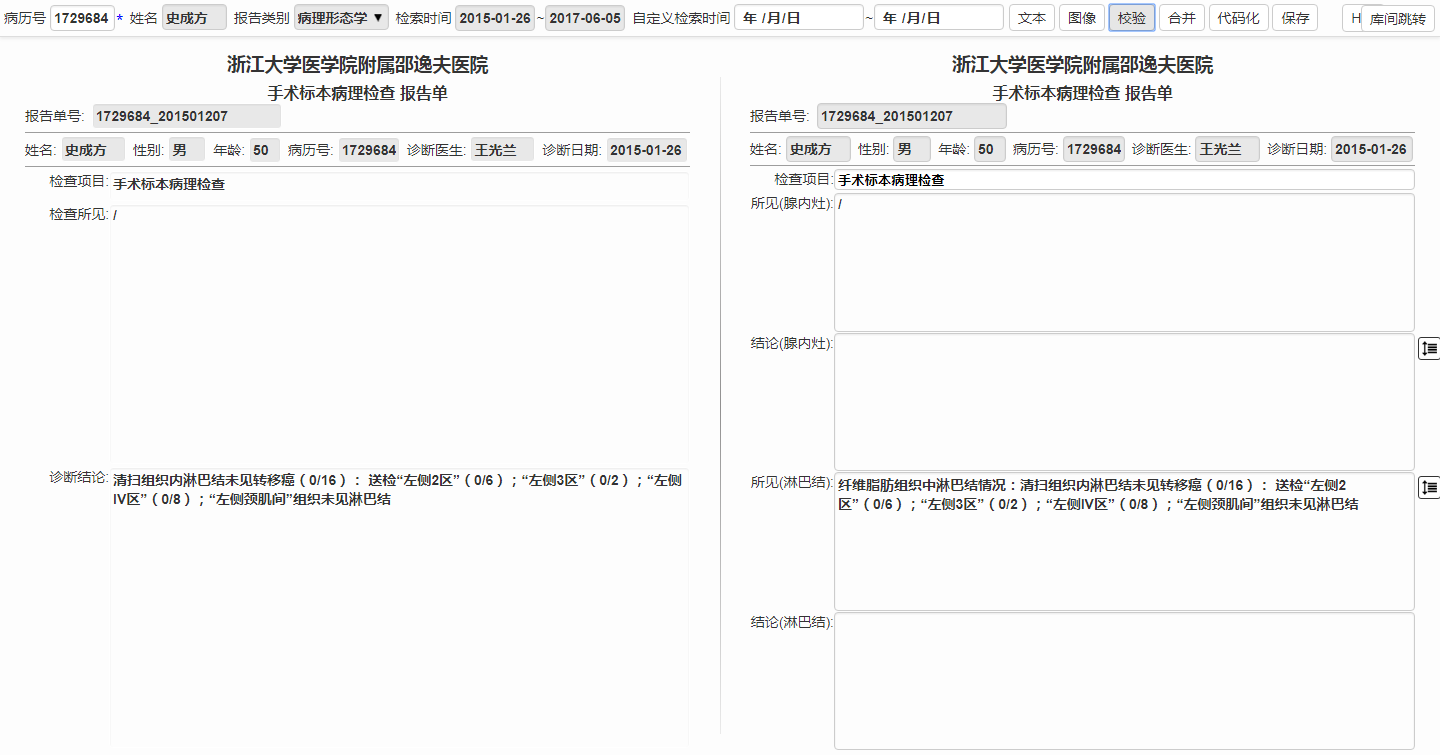 病历号 1729684 * 姓名 史成方 报告类别 病理形态学 ▼ 检索时间 2015-01-26 ~ 2017-06-05 自定义检索时间 年 /月/日 ~ 年 /月/日 文本 图像 校验 合并 代码化 保存 H 库间跳转
浙江大学医学院附属邵逸夫医院
手术标本病理检查 报告单
报告单号: 1729684_201501207
姓名: 史成方 性别: 男 年龄: 50 病历号: 1729684 诊断医生: 王光兰 诊断日期: 2015-01-26
检查项目: 手术标本病理检查
检查所见: /
诊断结论: 清扫组织内淋巴结未见转移癌（0/16）： 送检“左侧2区”（0/6）；“左侧3区”（0/2）；“左侧
IV区”（0/8）；“左侧颈肌间”组织未见淋巴结
浙江大学医学院附属邵逸夫医院
手术标本病理检查 报告单
报告单号: 1729684_201501207
姓名: 史成方 性别: 男 年龄: 50 病历号: 1729684 诊断医生: 王光兰 诊断日期: 2015-01-26
检查项目: 手术标本病理检查
所见(腺内灶): /
结论(腺内灶):
所见(淋巴结): 纤维脂肪组织中淋巴结情况：清扫组织内淋巴结未见转移癌（0/16）： 送检“左侧2
区”（0/6）；“左侧3区”（0/2）；“左侧IV区”（0/8）；“左侧颈肌间”组织未见淋巴结
结论(淋巴结):